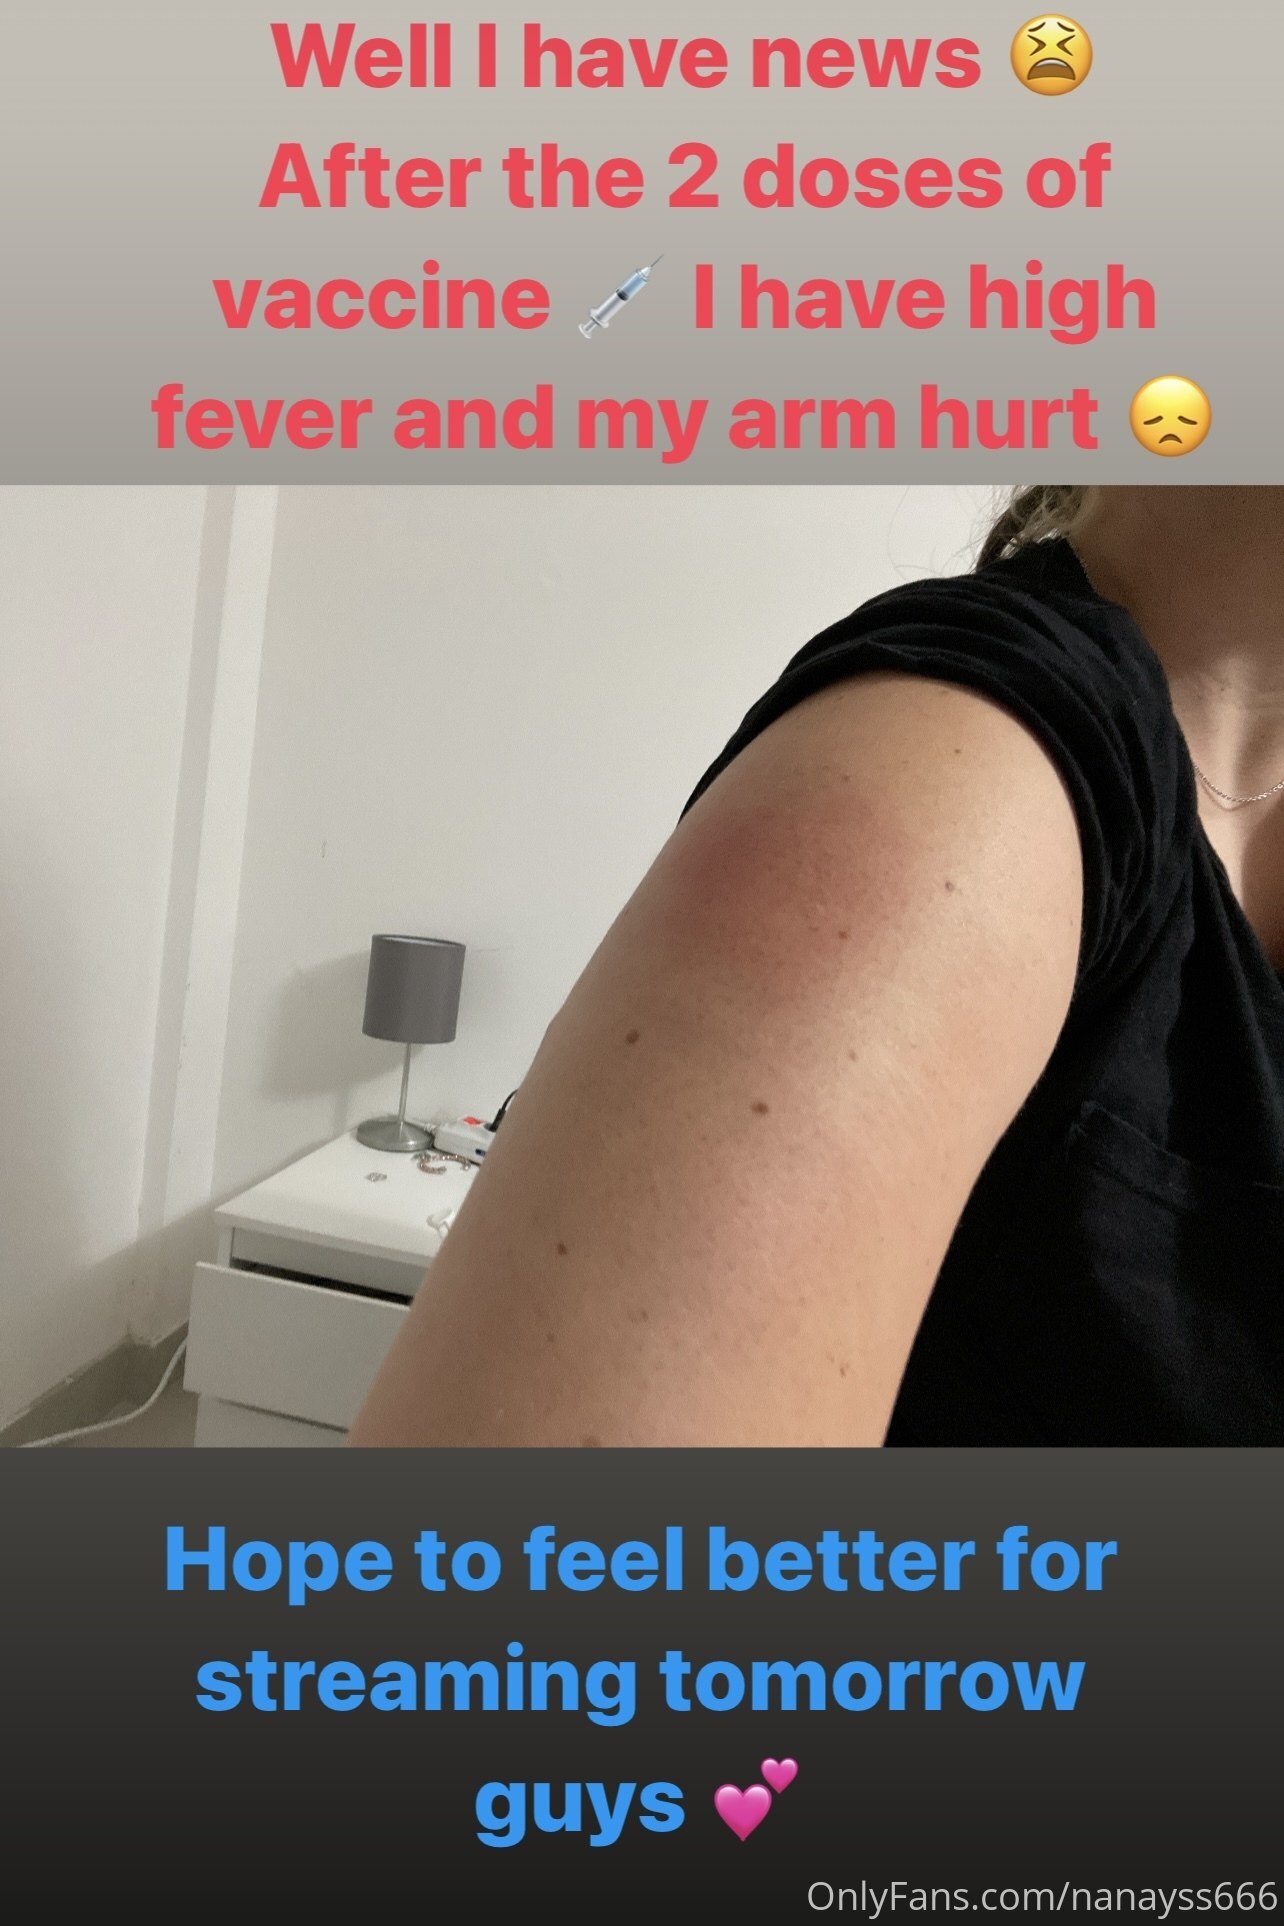 Well I have news 😫
After the 2 doses of
vaccine 💉 I have high
fever and my arm hurt 😞
Hope to feel better for
streaming tomorrow
guys 💕
OnlyFans.com/nanayss666